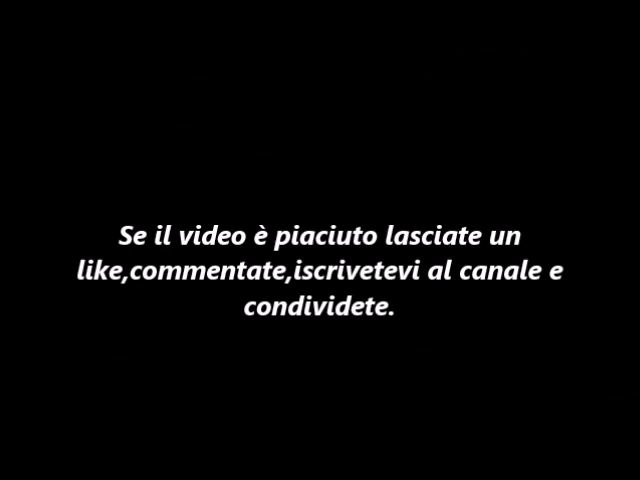 Se il video è piaciuto lasciate un
like,commentate,iscrivetevi al canale e
condividete.